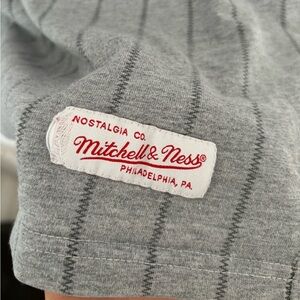 NOSTALGIA CO.
Mitchell & Ness®
PHILADELPHIA, PA.